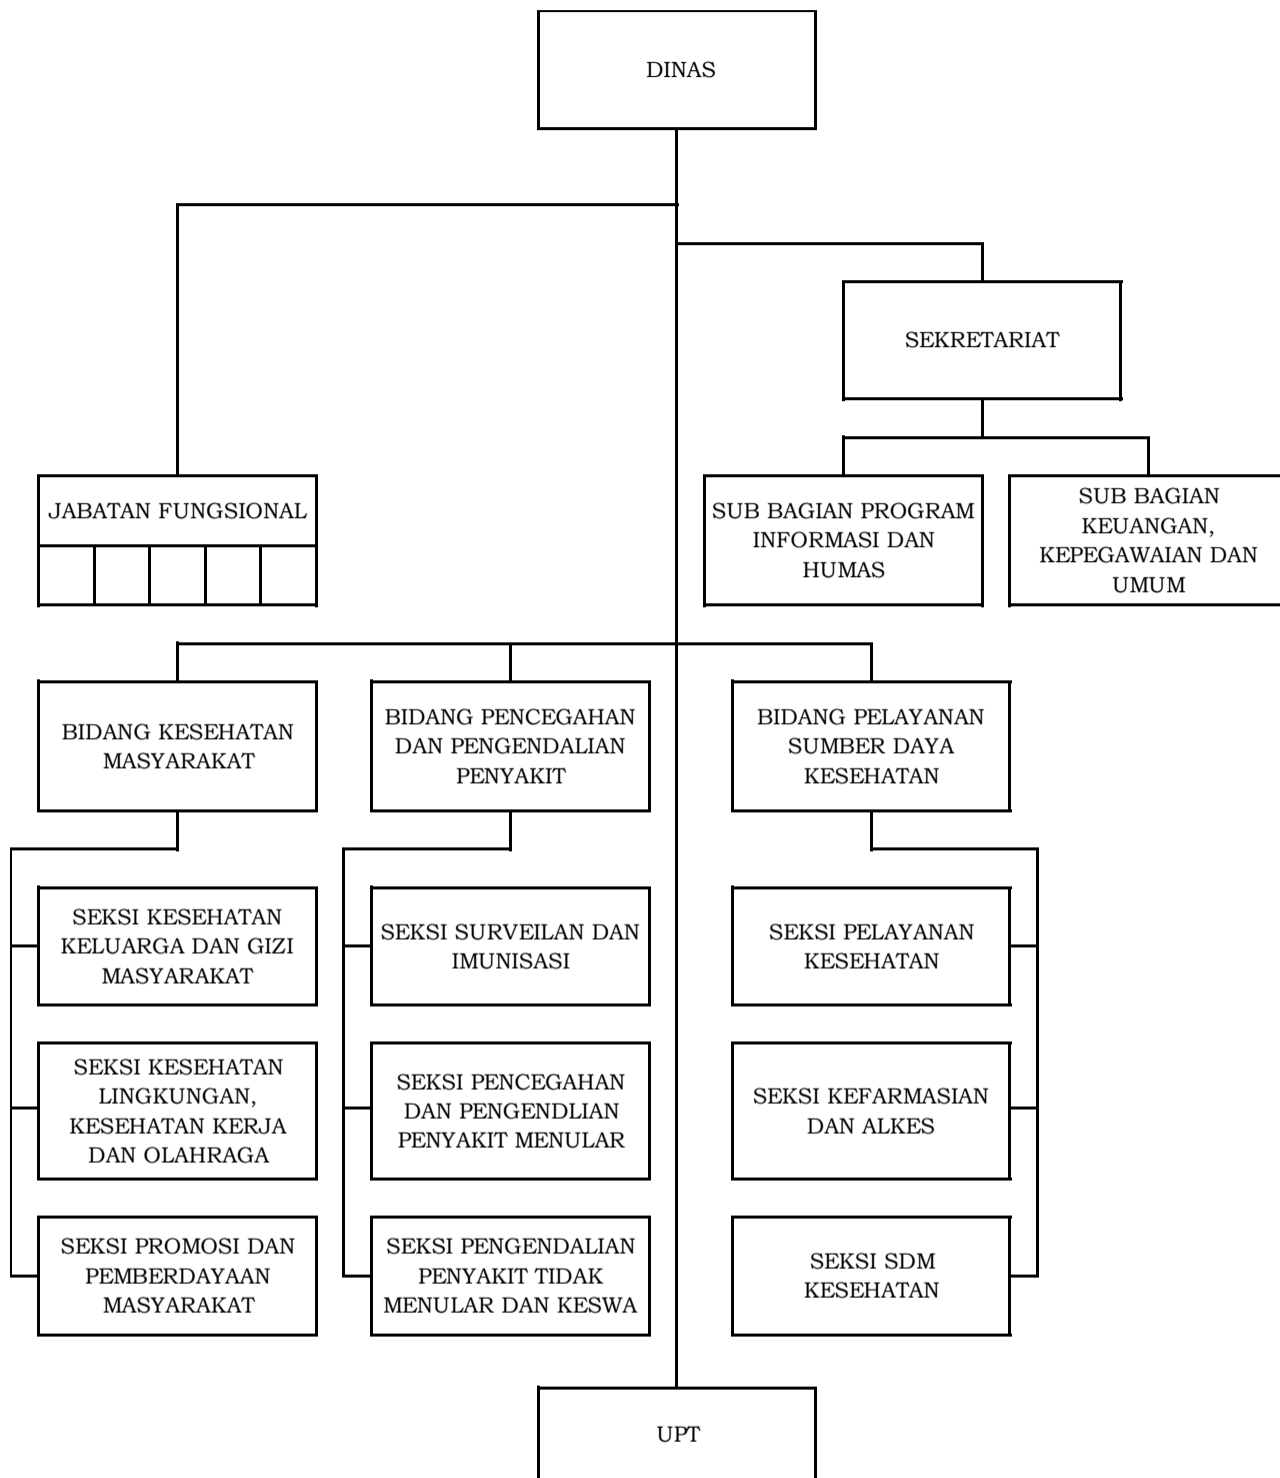 DINAS
SEKRETARIAT
JABATAN FUNGSIONAL
SUB BAGIAN PROGRAM
INFORMASI DAN
HUMAS
SUB BAGIAN
KEUANGAN,
KEPEGAWAIAN DAN
UMUM
BIDANG KESEHATAN
MASYARAKAT
BIDANG PENCEGAHAN
DAN PENGENDALIAN
PENYAKIT
BIDANG PELAYANAN
SUMBER DAYA
KESEHATAN
SEKSI KESEHATAN
KELUARGA DAN GIZI
MASYARAKAT
SEKSI SURVEILAN DAN
IMUNISASI
SEKSI PELAYANAN
KESEHATAN
SEKSI KESEHATAN
LINGKUNGAN,
KESEHATAN KERJA
DAN OLAHRAGA
SEKSI PENCEGAHAN
DAN PENGENDLIAN
PENYAKIT MENULAR
SEKSI KEFARMASIAN
DAN ALKES
SEKSI PROMOSI DAN
PEMBERDAYAAN
MASYARAKAT
SEKSI PENGENDALIAN
PENYAKIT TIDAK
MENULAR DAN KESWA
SEKSI SDM
KESEHATAN
UPT